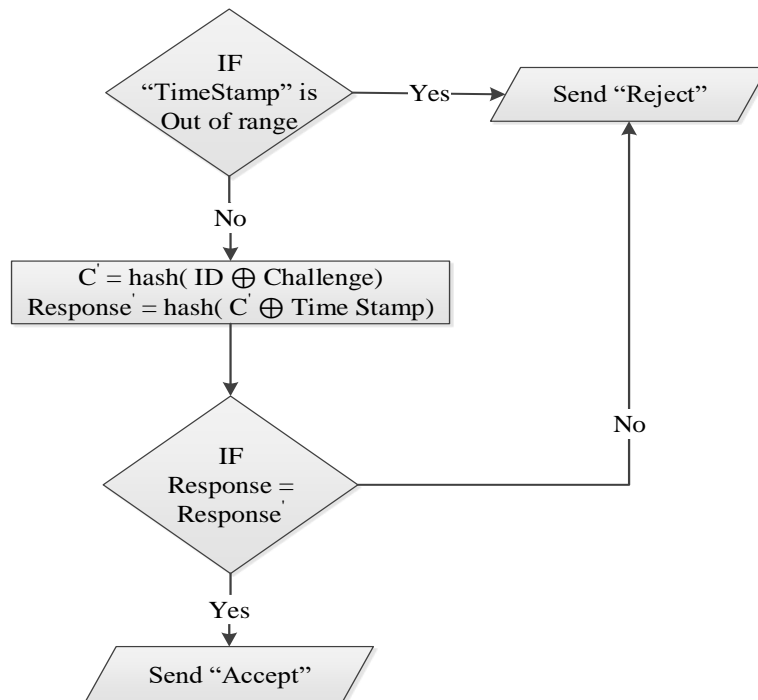 IF
“TimeStamp” is
Out of range
Yes
Send “Reject”
No
C' = hash( ID ⊕ Challenge)
Response' = hash( C' ⊕ Time Stamp)
IF
Response =
Response'
No
Yes
Send “Accept”